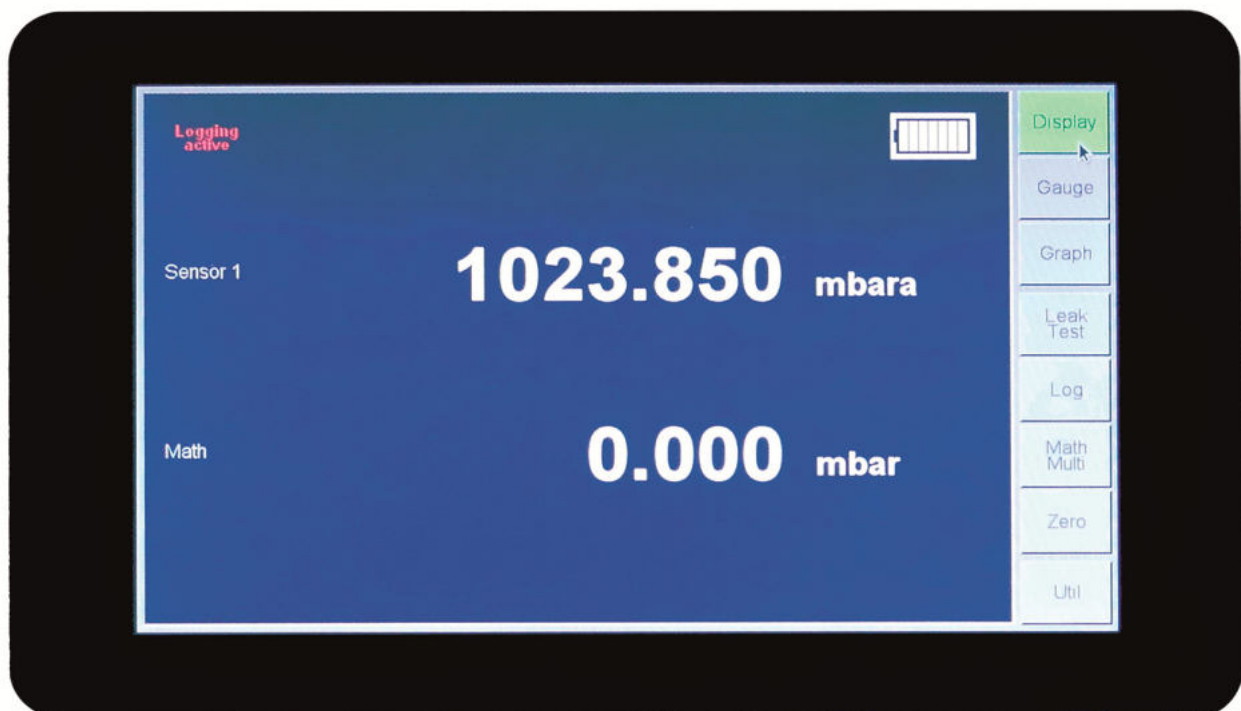 Logging
active
Sensor 1
1023.850 mbara
Math
0.000 mbar
Display
Gauge
Graph
Leak
Test
Log
Math
Multi
Zero
Util